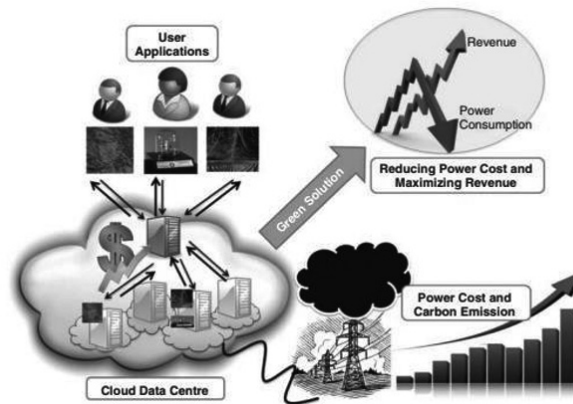 User
Applications
Revenue
Power
Consumption
Reducing Power Cost and
Maximizing Revenue
Green Solution
$
Power Cost and
Carbon Emission
Cloud Data Centre